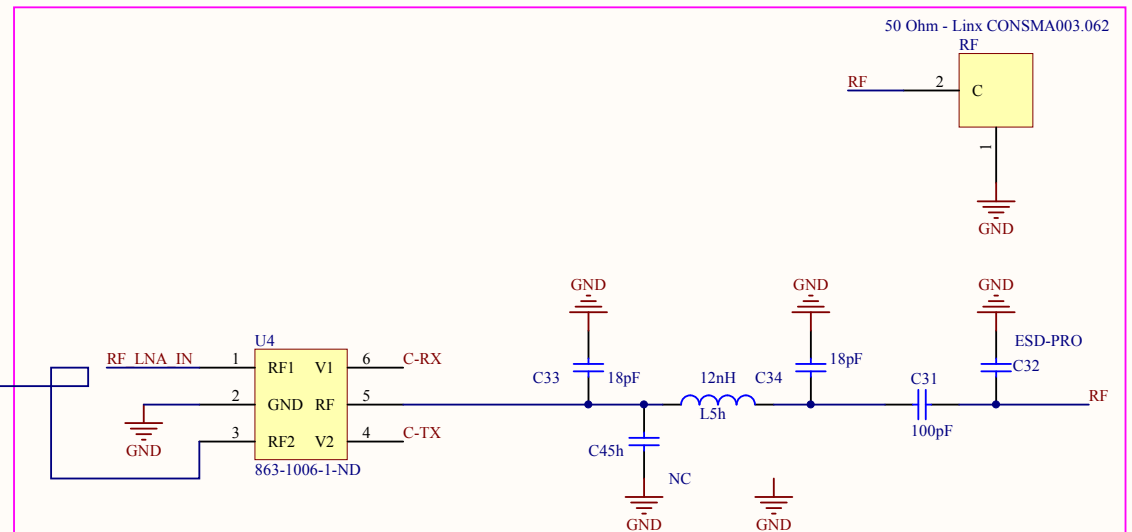 50 Ohm - Linx CONSMA003.062
RF
RF 2 C
1
GND
GND GND GND
U4 ESD-PRO
RF_LNA_IN 1 RF1 V1 6 C-RX
C33 18pF 12nH C34 18pF C31 C32
2 GND RF 5 L5h RF
GND 3 RF2 V2 4 C-TX 100pF
C45h
863-1006-1-ND
NC
GND GND